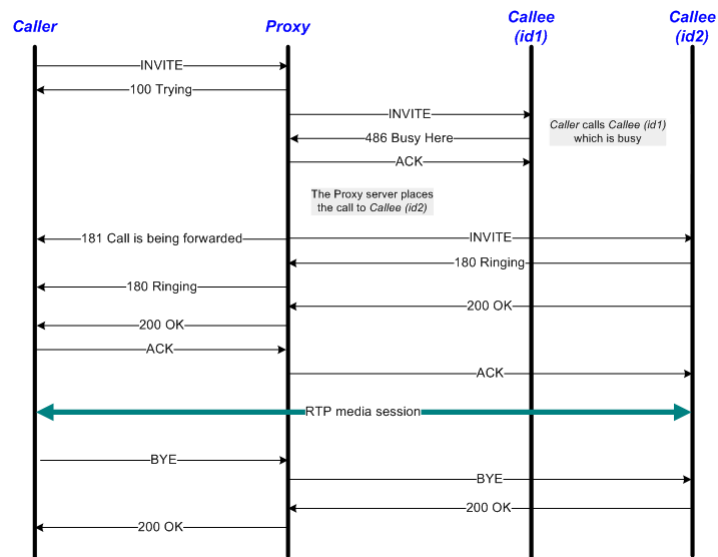 Caller
Proxy
Callee
(id1)
Callee
(id2)
INVITE
100 Trying
INVITE
486 Busy Here
Caller calls Callee (id1)
which is busy
ACK
The Proxy server places
the call to Callee (id2)
181 Call is being forwarded
INVITE
180 Ringing
180 Ringing
200 OK
200 OK
ACK
ACK
RTP media session
BYE
BYE
200 OK
200 OK